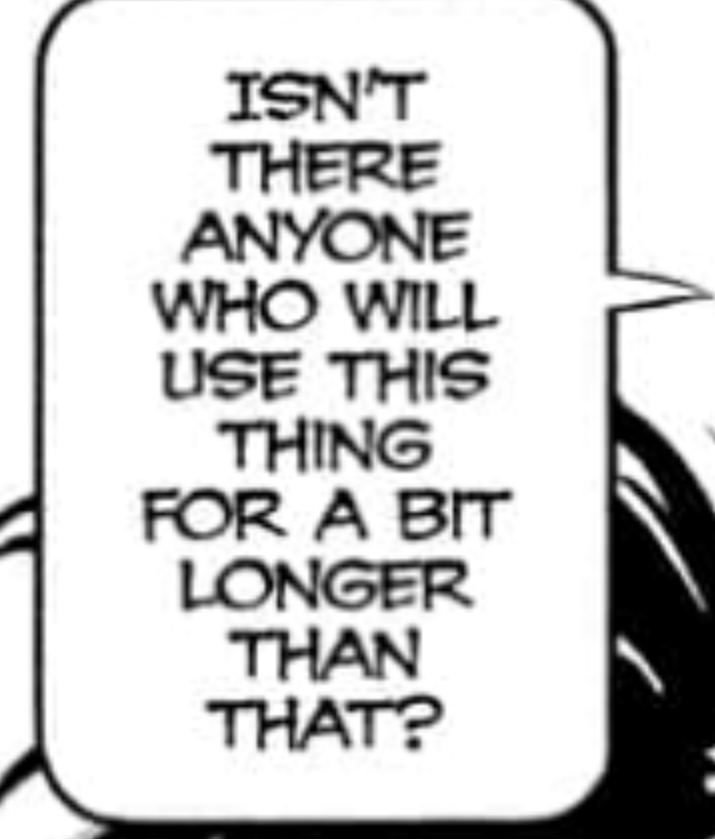 ISN'T
THERE
ANYONE
WHO WILL
USE THIS
THING
FOR A BIT
LONGER
THAN
THAT?